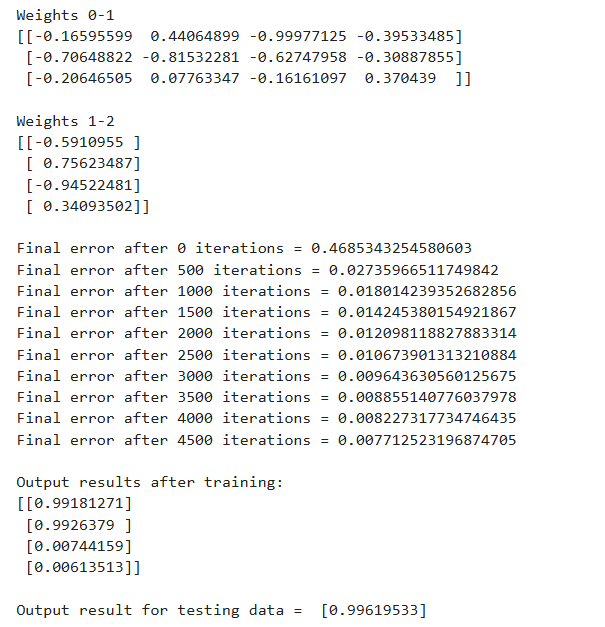 Weights 0-1
[[-0.16595599  0.44064899 -0.99977125 -0.39533485]
 [-0.70648822 -0.81532281 -0.62747958 -0.30887855]
 [-0.20646505  0.07763347 -0.16161097  0.370439  ]]

Weights 1-2
[[-0.5910955 ]
 [ 0.75623487]
 [-0.94522481]
 [ 0.34093502]]

Final error after 0 iterations = 0.4685343254580603
Final error after 500 iterations = 0.02735966511749842
Final error after 1000 iterations = 0.018014239352682856
Final error after 1500 iterations = 0.014245380154921867
Final error after 2000 iterations = 0.012098118827883314
Final error after 2500 iterations = 0.010673901313210884
Final error after 3000 iterations = 0.009643630560125675
Final error after 3500 iterations = 0.008855140776037978
Final error after 4000 iterations = 0.008227317734746435
Final error after 4500 iterations = 0.007712523196874705

Output results after training:
[[0.99181271]
 [0.9926379 ]
 [0.00744159]
 [0.00613513]]

Output result for testing data =  [0.99619533]